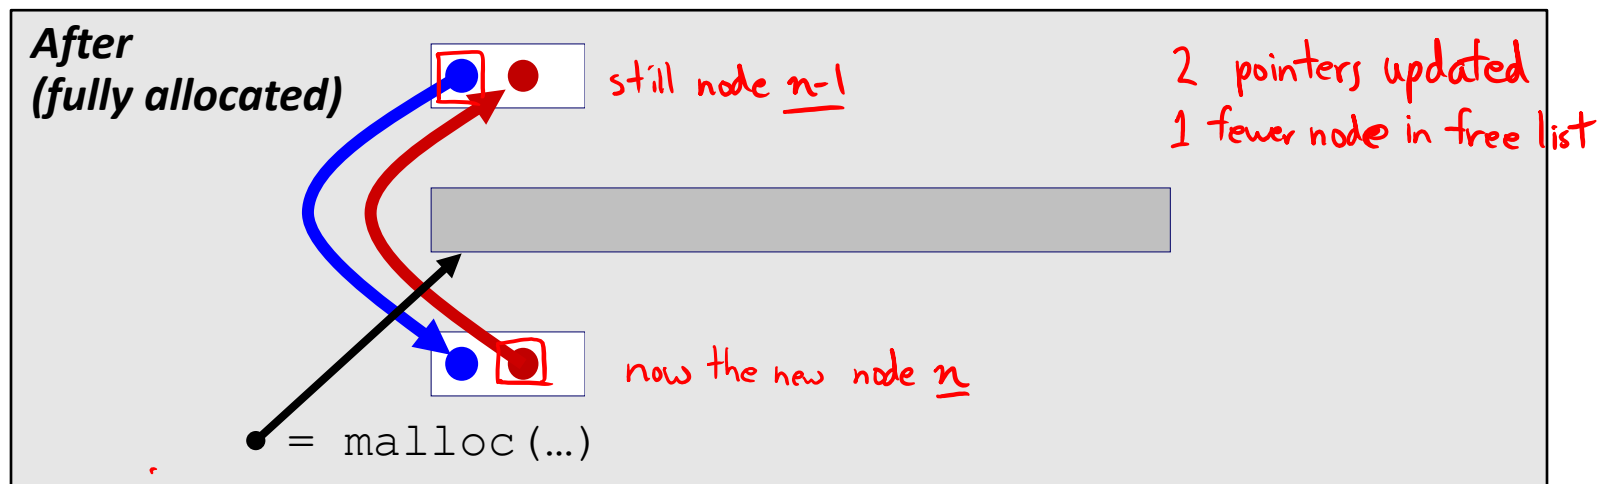 After
(fully allocated)
still node n-1
2 pointers updated
1 fewer node in free list
now the new node n
= malloc(…)